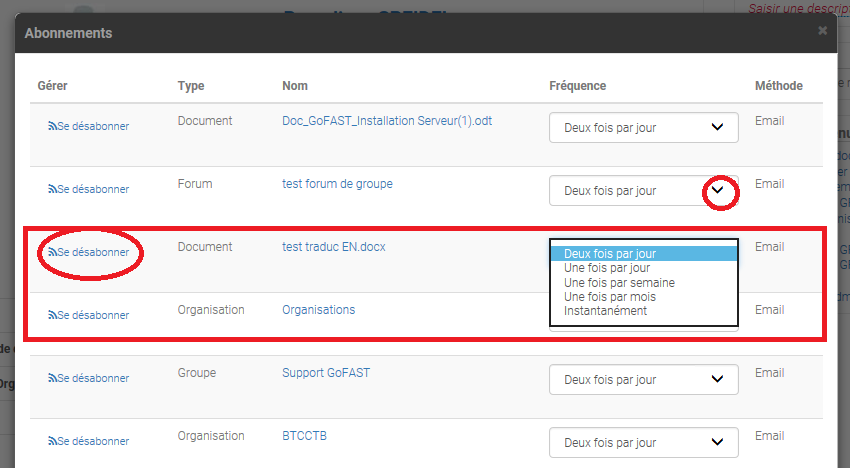 Saisir une descript
Abonnements
Gérer Type Nom Fréquence Méthode
Se désabonner Document Doc_GoFAST_Installation Serveur(1).odt Deux fois par jour Email
Se désabonner Forum test forum de groupe Deux fois par jour Email
Se désabonner Document test traduc EN.docx Email
Deux fois par jour
Une fois par jour
Une fois par semaine
Une fois par mois
Instantanément
Se désabonner Organisation Organisations Email
Se désabonner Groupe Support GoFAST Deux fois par jour Email
Se désabonner Organisation BTCCTB Deux fois par jour Email